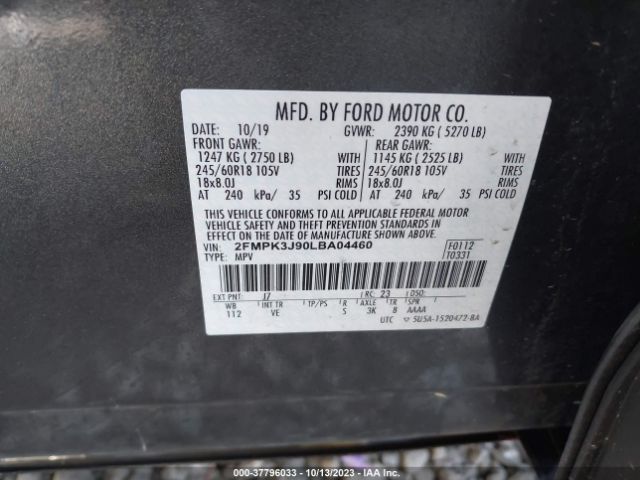 MFD. BY FORD MOTOR CO.
DATE: 10/19 GVWR: 2390 KG ( 5270 LB)
FRONT GAWR: REAR GAWR:
1247 KG ( 2750 LB) WITH 1145 KG ( 2525 LB) WITH
245/60R18 105V TIRES 245/60R18 105V TIRES
18x8.0J RIMS 18x8.0J RIMS
AT 240 kPa/ 35 PSI COLD AT 240 kPa/ 35 PSI COLD
THIS VEHICLE CONFORMS TO ALL APPLICABLE FEDERAL MOTOR
VEHICLE SAFETY AND THEFT PREVENTION STANDARDS IN
EFFECT ON THE DATE OF MANUFACTURE SHOWN ABOVE.
VIN: 2FMPK3J90LBA04460 F0112
TYPE: MPV T0331
EXT PNT: J7 RC: 23 DSO:
WB INT TR TP/PS R AXLE TR SPR
112 VE S 3K 8 AAAA
UTC 5U5A-1520472-BA
000-37796033 - 10/13/2023 - IAA Inc.